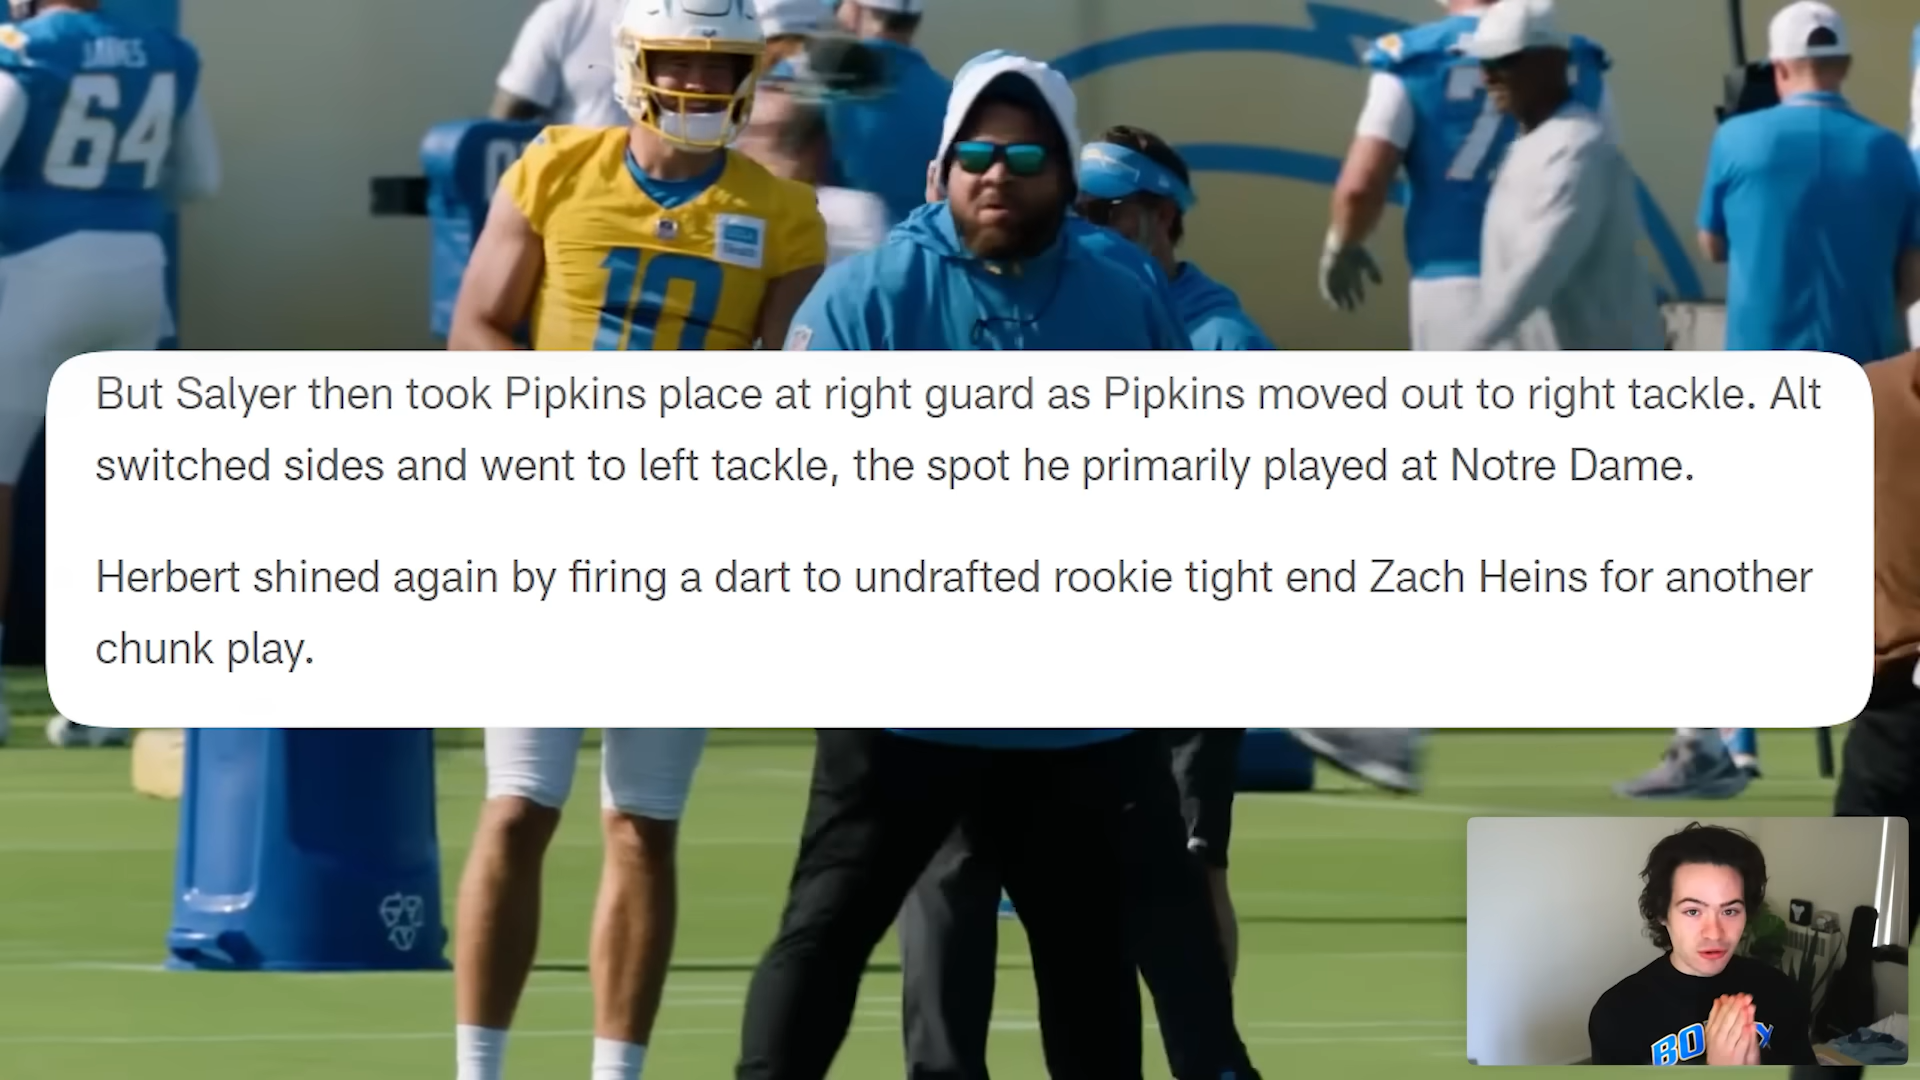 JAMES
64
10
But Salyer then took Pipkins place at right guard as Pipkins moved out to right tackle. Alt
switched sides and went to left tackle, the spot he primarily played at Notre Dame.
Herbert shined again by firing a dart to undrafted rookie tight end Zach Heins for another
chunk play.